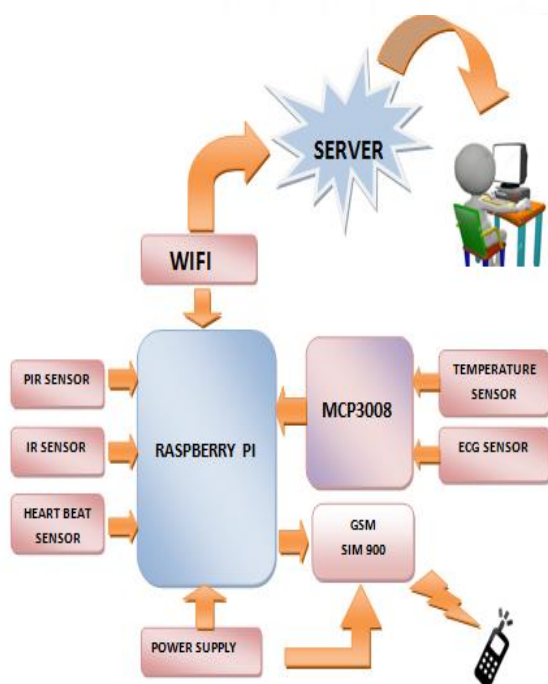 SERVER
WIFI
PIR SENSOR
IR SENSOR
HEART BEAT
SENSOR
RASPBERRY PI
MCP3008
TEMPERATURE
SENSOR
ECG SENSOR
GSM
SIM 900
POWER SUPPLY